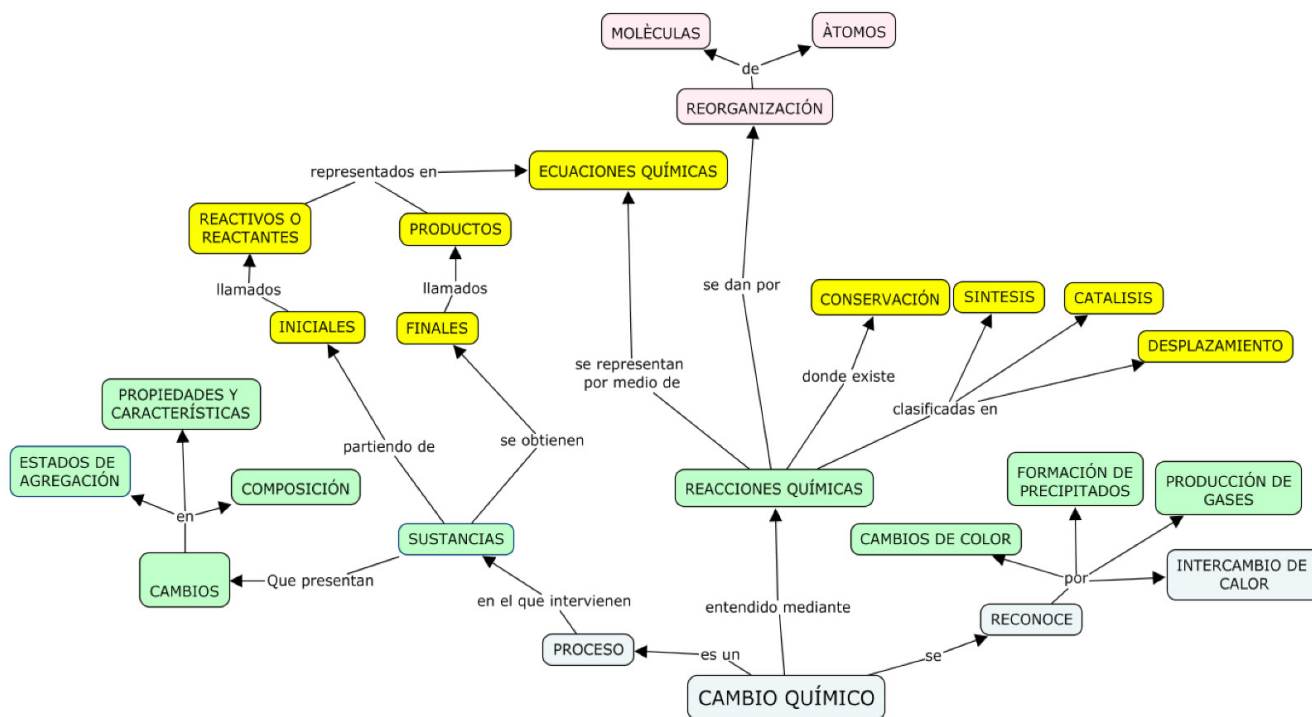 MOLÈCULAS
ÀTOMOS
de
REORGANIZACIÓN
representados en
ECUACIONES QUÍMICAS
REACTIVOS O
REACTANTES
PRODUCTOS
llamados
llamados
se dan por
CONSERVACIÓN
SINTESIS
CATALISIS
INICIALES
FINALES
DESPLAZAMIENTO
se representan
por medio de
donde existe
PROPIEDADES Y
CARACTERÍSTICAS
clasificadas en
partiendo de
se obtienen
ESTADOS DE
AGREGACIÓN
COMPOSICIÓN
REACCIONES QUÍMICAS
FORMACIÓN DE
PRECIPITADOS
PRODUCCIÓN DE
GASES
en
SUSTANCIAS
CAMBIOS DE COLOR
CAMBIOS
Que presentan
por
INTERCAMBIO DE
CALOR
en el que intervienen
entendido mediante
RECONOCE
PROCESO
es un
se
CAMBIO QUÍMICO